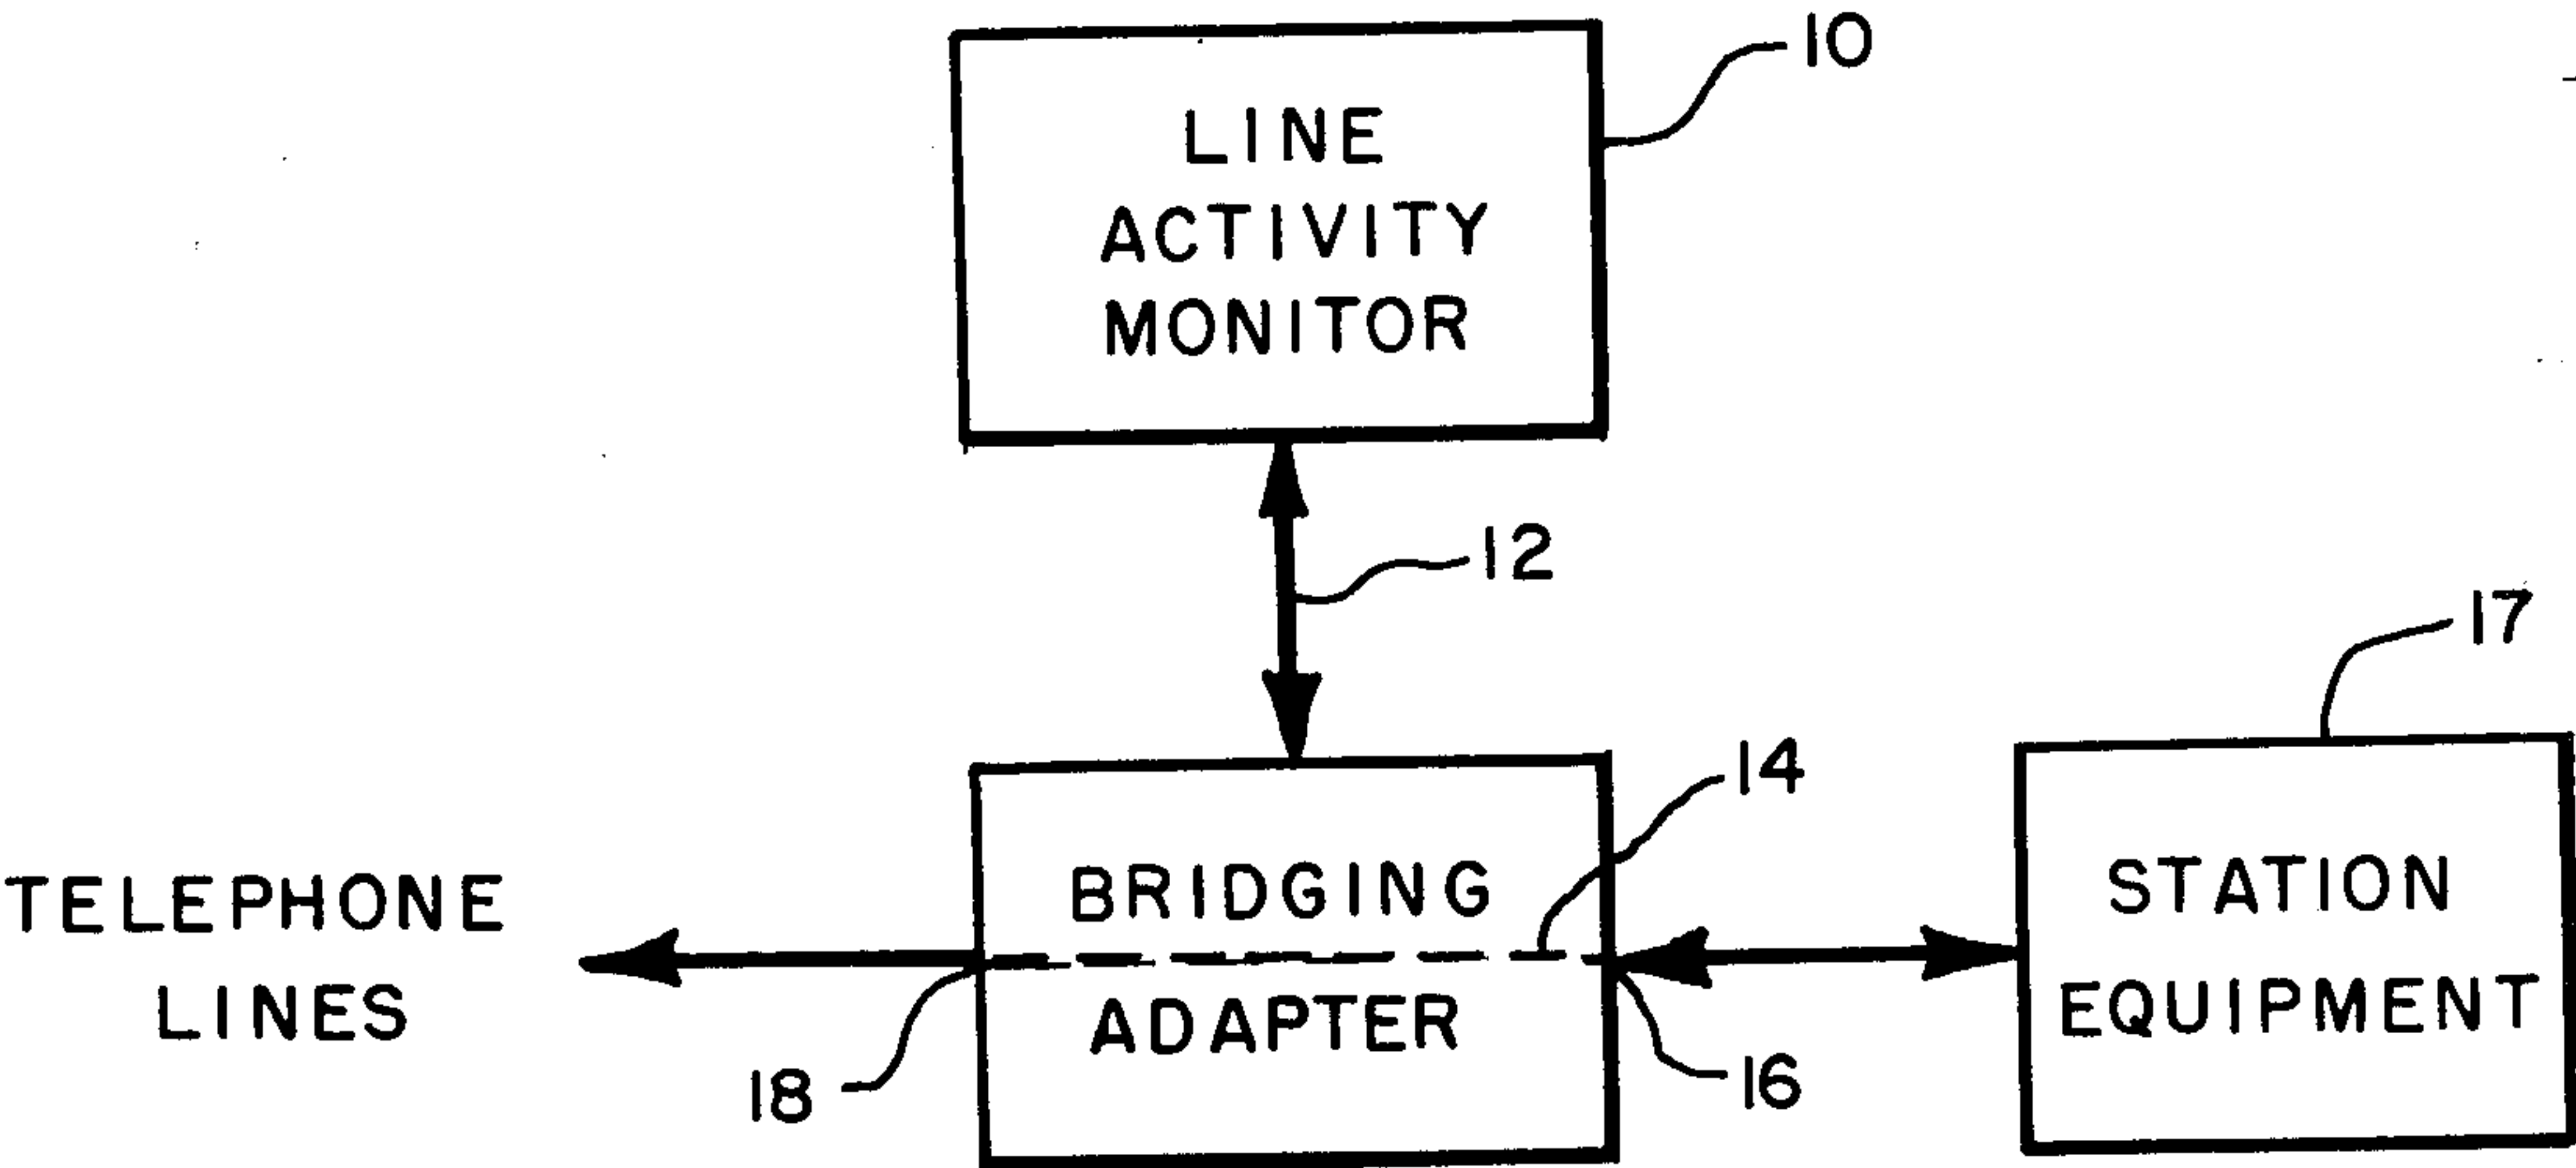 10
LINE
ACTIVITY
MONITOR
12
17
14
TELEPHONE
LINES
BRIDGING
ADAPTER
STATION
EQUIPMENT
18
16